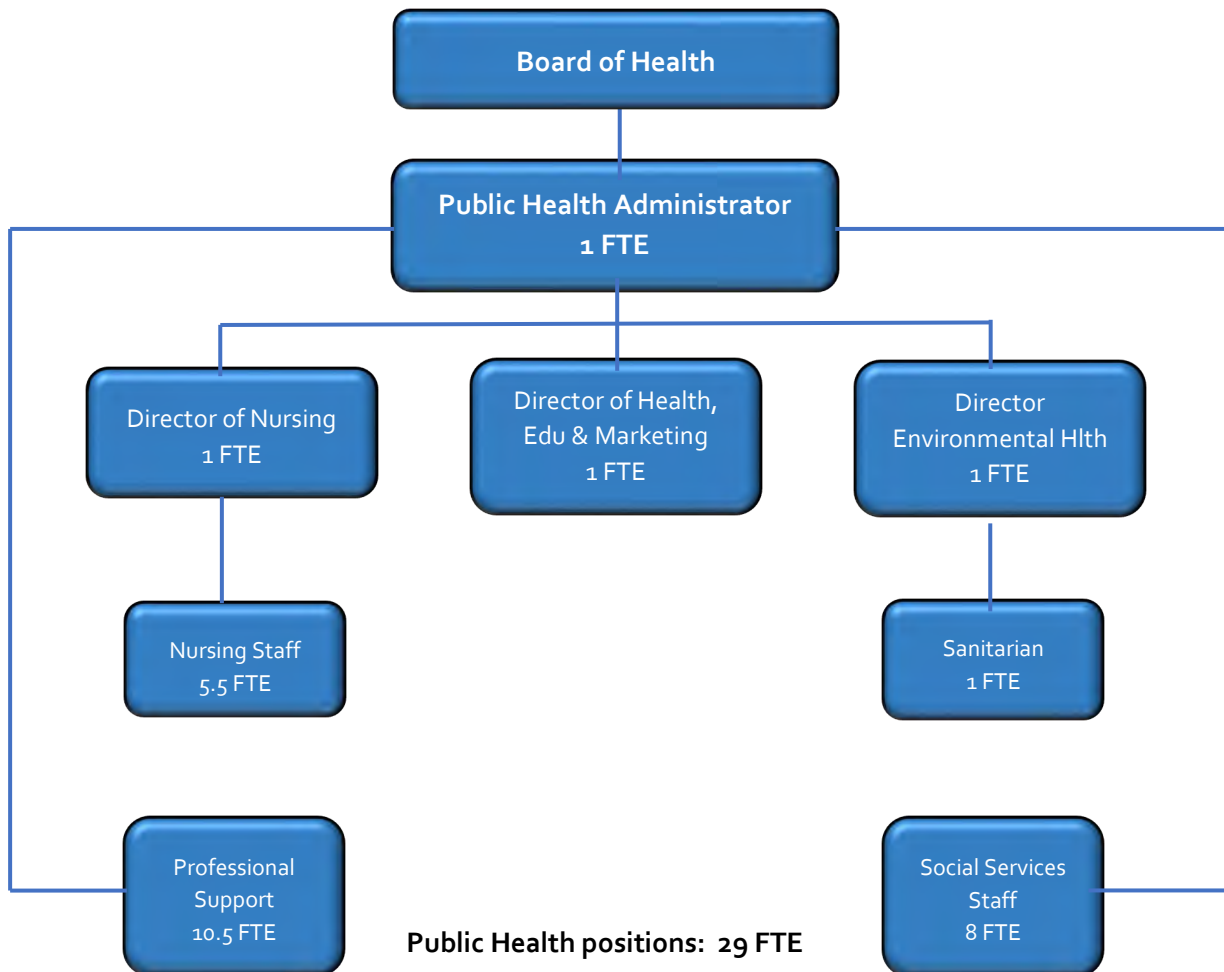 Board of Health
Public Health Administrator
1 FTE
Director of Nursing
1 FTE
Director of Health,
Edu & Marketing
1 FTE
Director
Environmental Hlth
1 FTE
Nursing Staff
5.5 FTE
Sanitarian
1 FTE
Professional
Support
10.5 FTE
Social Services
Staff
8 FTE
Public Health positions: 29 FTE